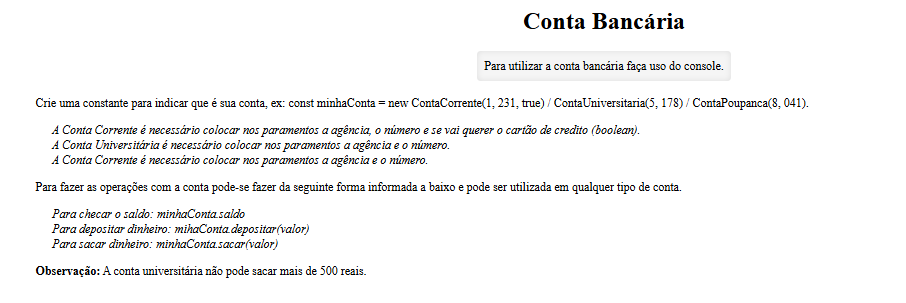 Conta Bancária
Para utilizar a conta bancária faça uso do console.
Crie uma constante para indicar que é sua conta, ex: const minhaConta = new ContaCorrente(1, 231, true) / ContaUniversitaria(5, 178) / ContaPoupanca(8, 041).
A Conta Corrente é necessário colocar nos paramentos a agência, o número e se vai querer o cartão de credito (boolean).
A Conta Universitária é necessário colocar nos paramentos a agência e o número.
A Conta Corrente é necessário colocar nos paramentos a agência e o número.
Para fazer as operações com a conta pode-se fazer da seguinte forma informada a baixo e pode ser utilizada em qualquer tipo de conta.
Para checar o saldo: minhaConta.saldo
Para depositar dinheiro: mihaConta.depositar(valor)
Para sacar dinheiro: minhaConta.sacar(valor)
Observação: A conta universitária não pode sacar mais de 500 reais.